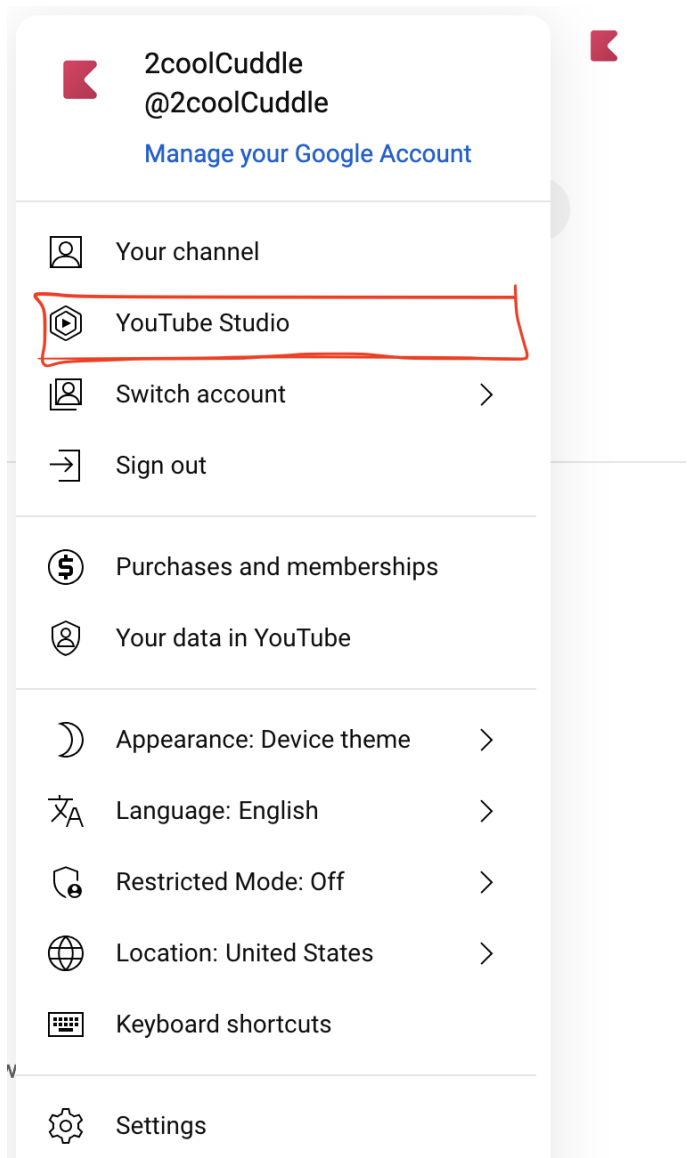 2coolCuddle
@2coolCuddle
Manage your Google Account
Your channel
YouTube Studio
Switch account
Sign out
Purchases and memberships
Your data in YouTube
Appearance: Device theme
Language: English
Restricted Mode: Off
Location: United States
Keyboard shortcuts
Settings